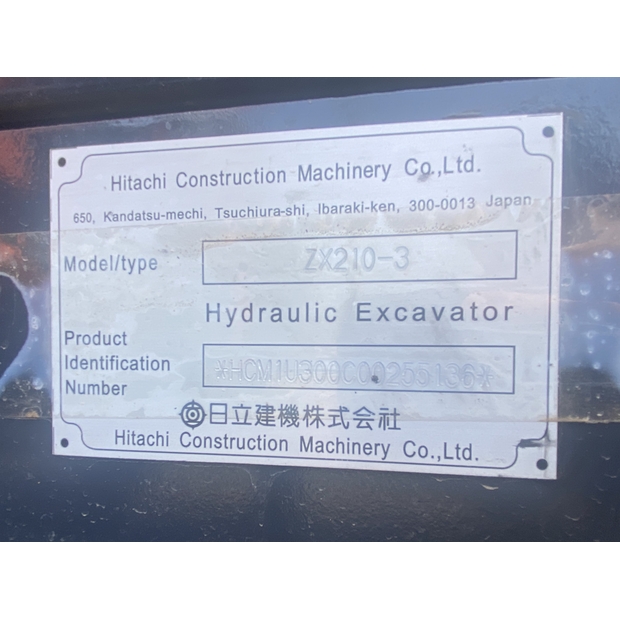 Hitachi Construction Machinery Co.,Ltd.
650, Kandatsu-machi, Tsuchiura-shi, Ibaraki-ken, 300-0013 Japan
Model/type ZX210-3
Hydraulic Excavator
Product
Identification
Number
*HCM1U300C00255136*
日立建機株式会社
Hitachi Construction Machinery Co.,Ltd.